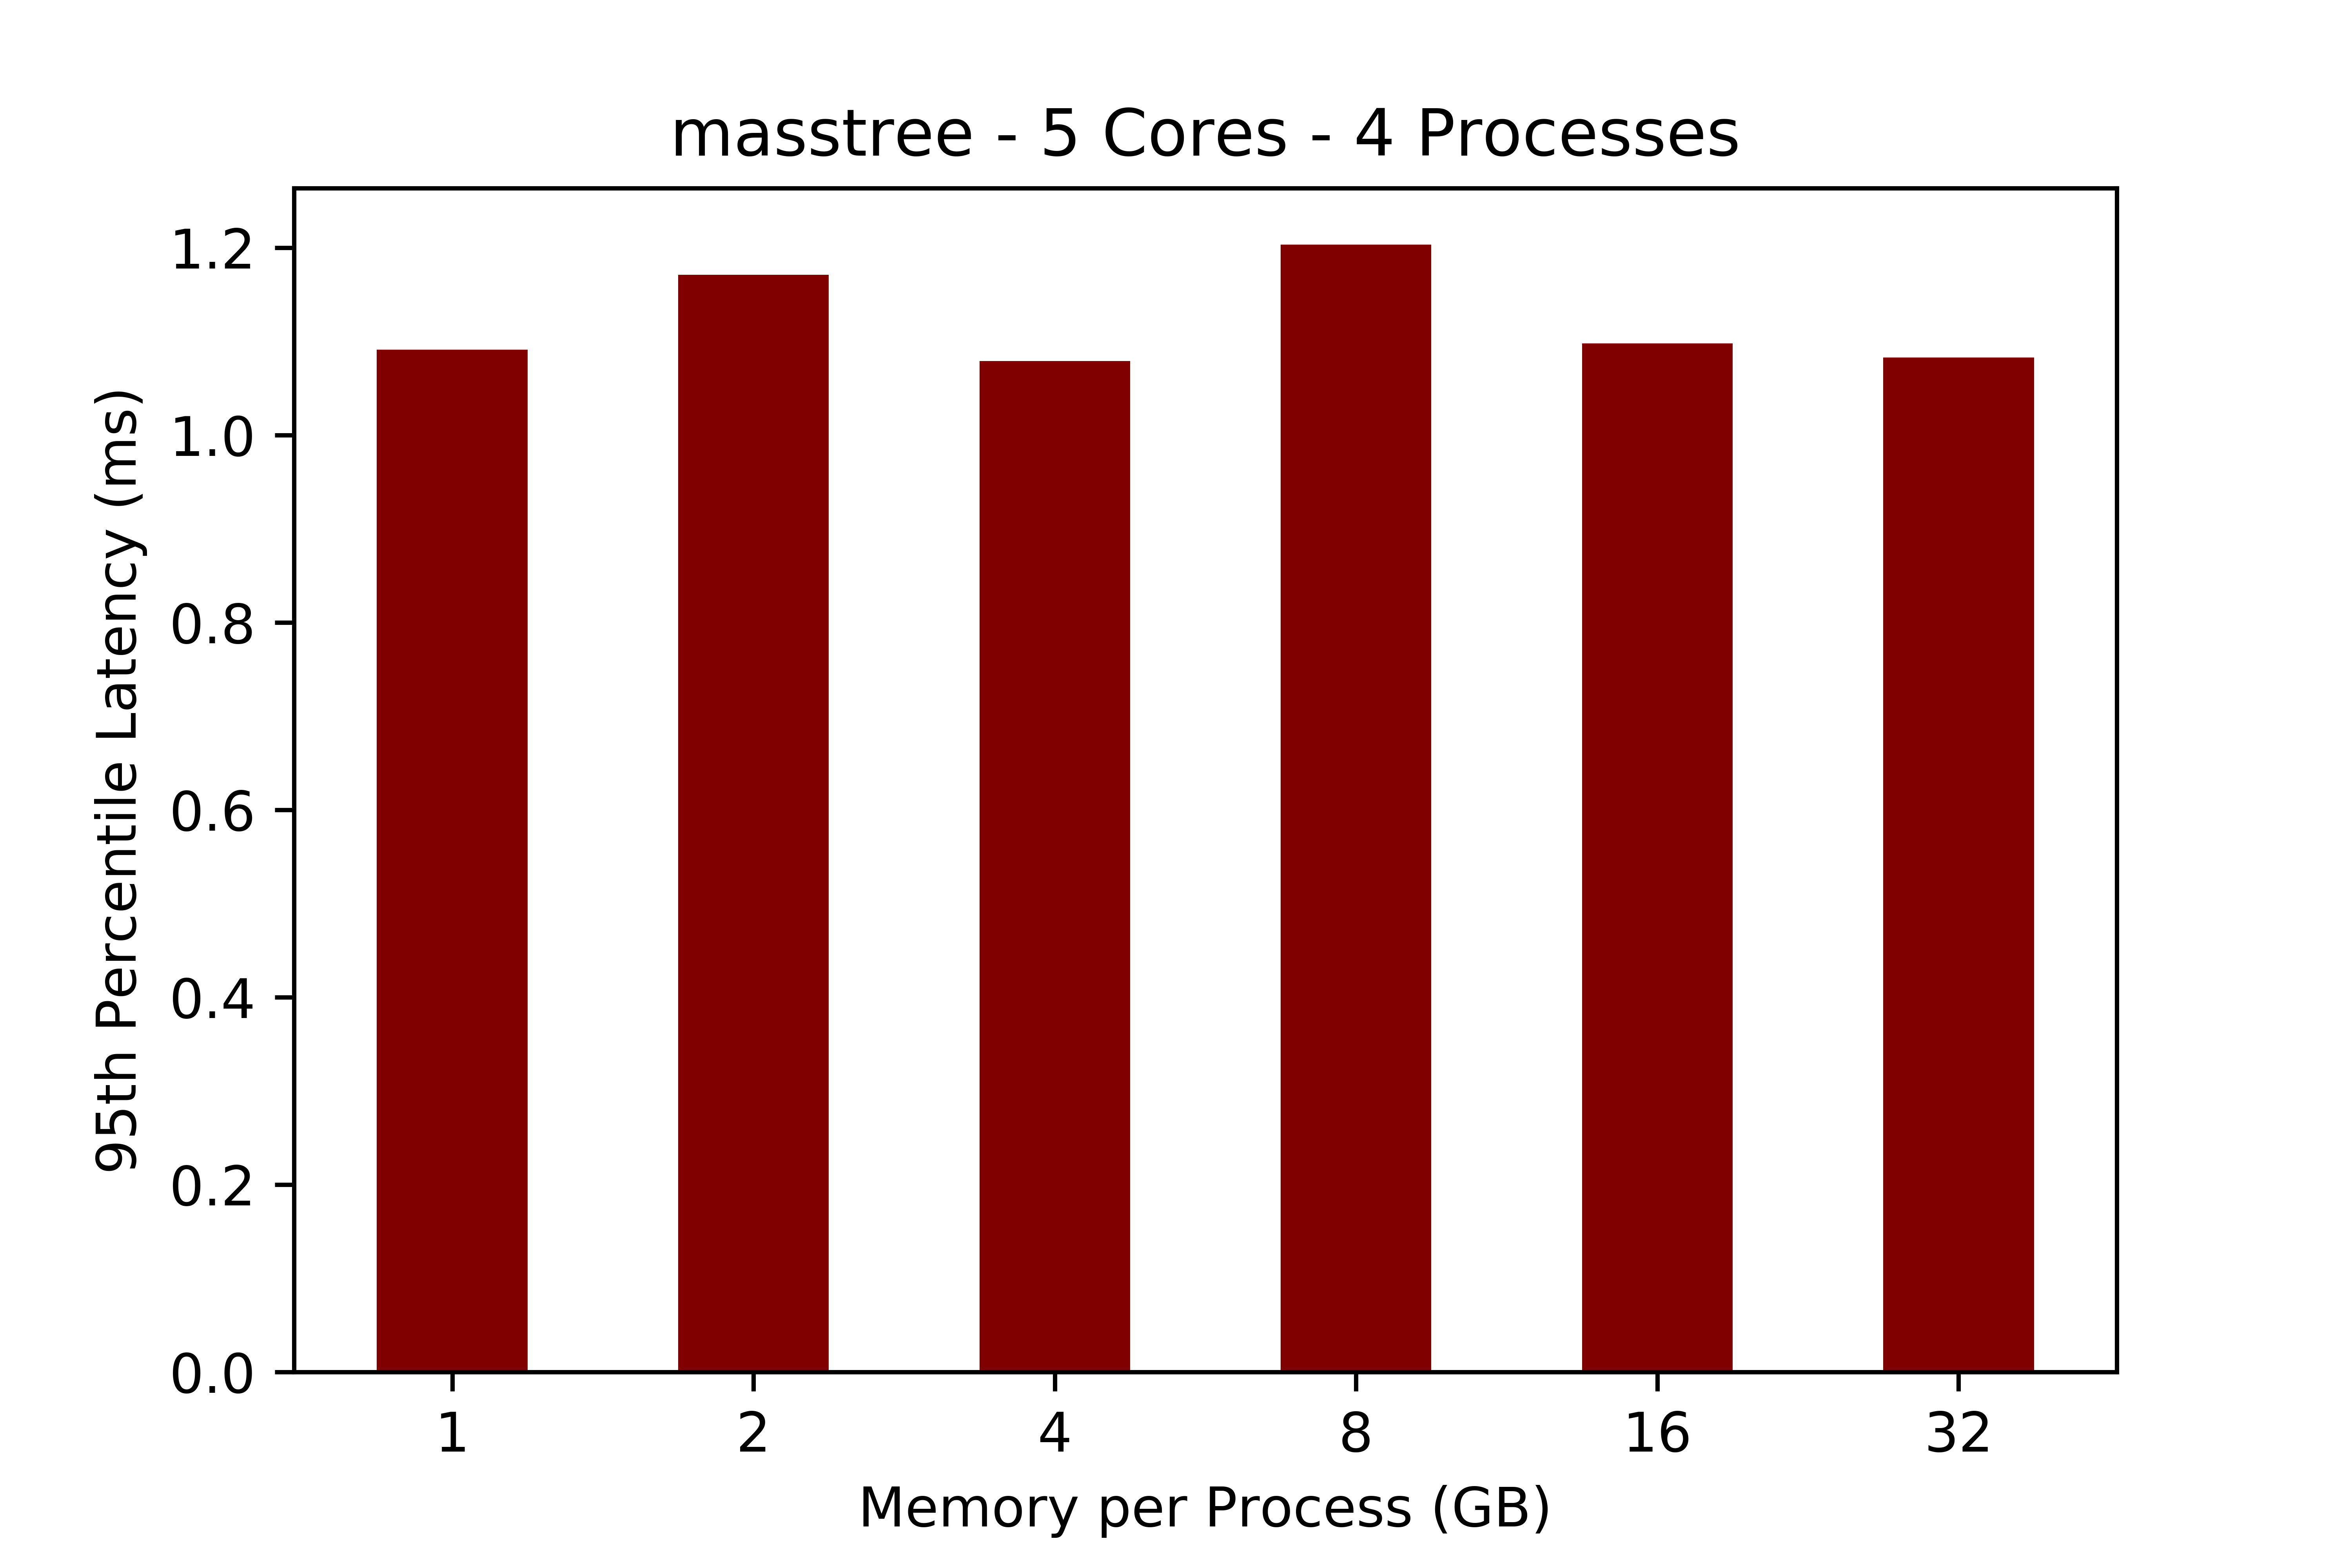 masstree - 5 Cores - 4 Processes
95th Percentile Latency (ms)
1.2
1.0
0.8
0.6
0.4
0.2
0.0
1 2 4 8 16 32
Memory per Process (GB)